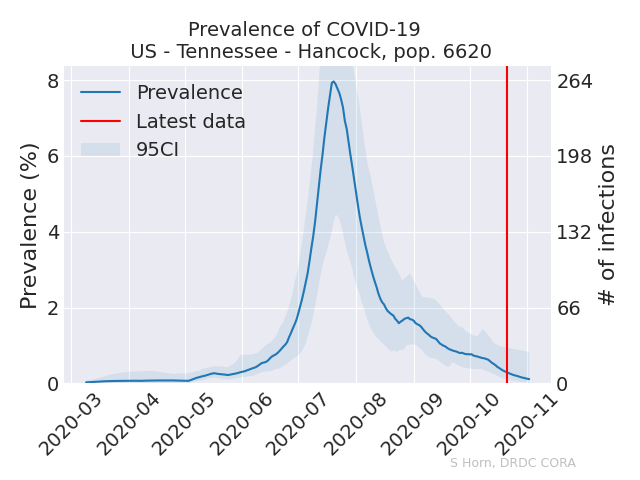 Prevalence of COVID-19
US - Tennessee - Hancock, pop. 6620
Prevalence
Latest data
95CI
Prevalence (%)
8
6
4
2
0
264
198
132
66
0
# of infections
2020-03
2020-04
2020-05
2020-06
2020-07
2020-08
2020-09
2020-10
2020-11
S Horn, DRDC CORA